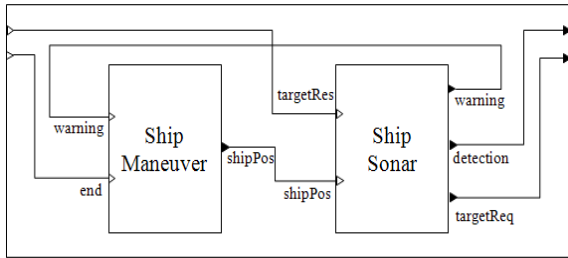 targetRes
warning
warning
Ship
Maneuver
Ship
Sonar
shipPos
detection
end
shipPos
targetReq